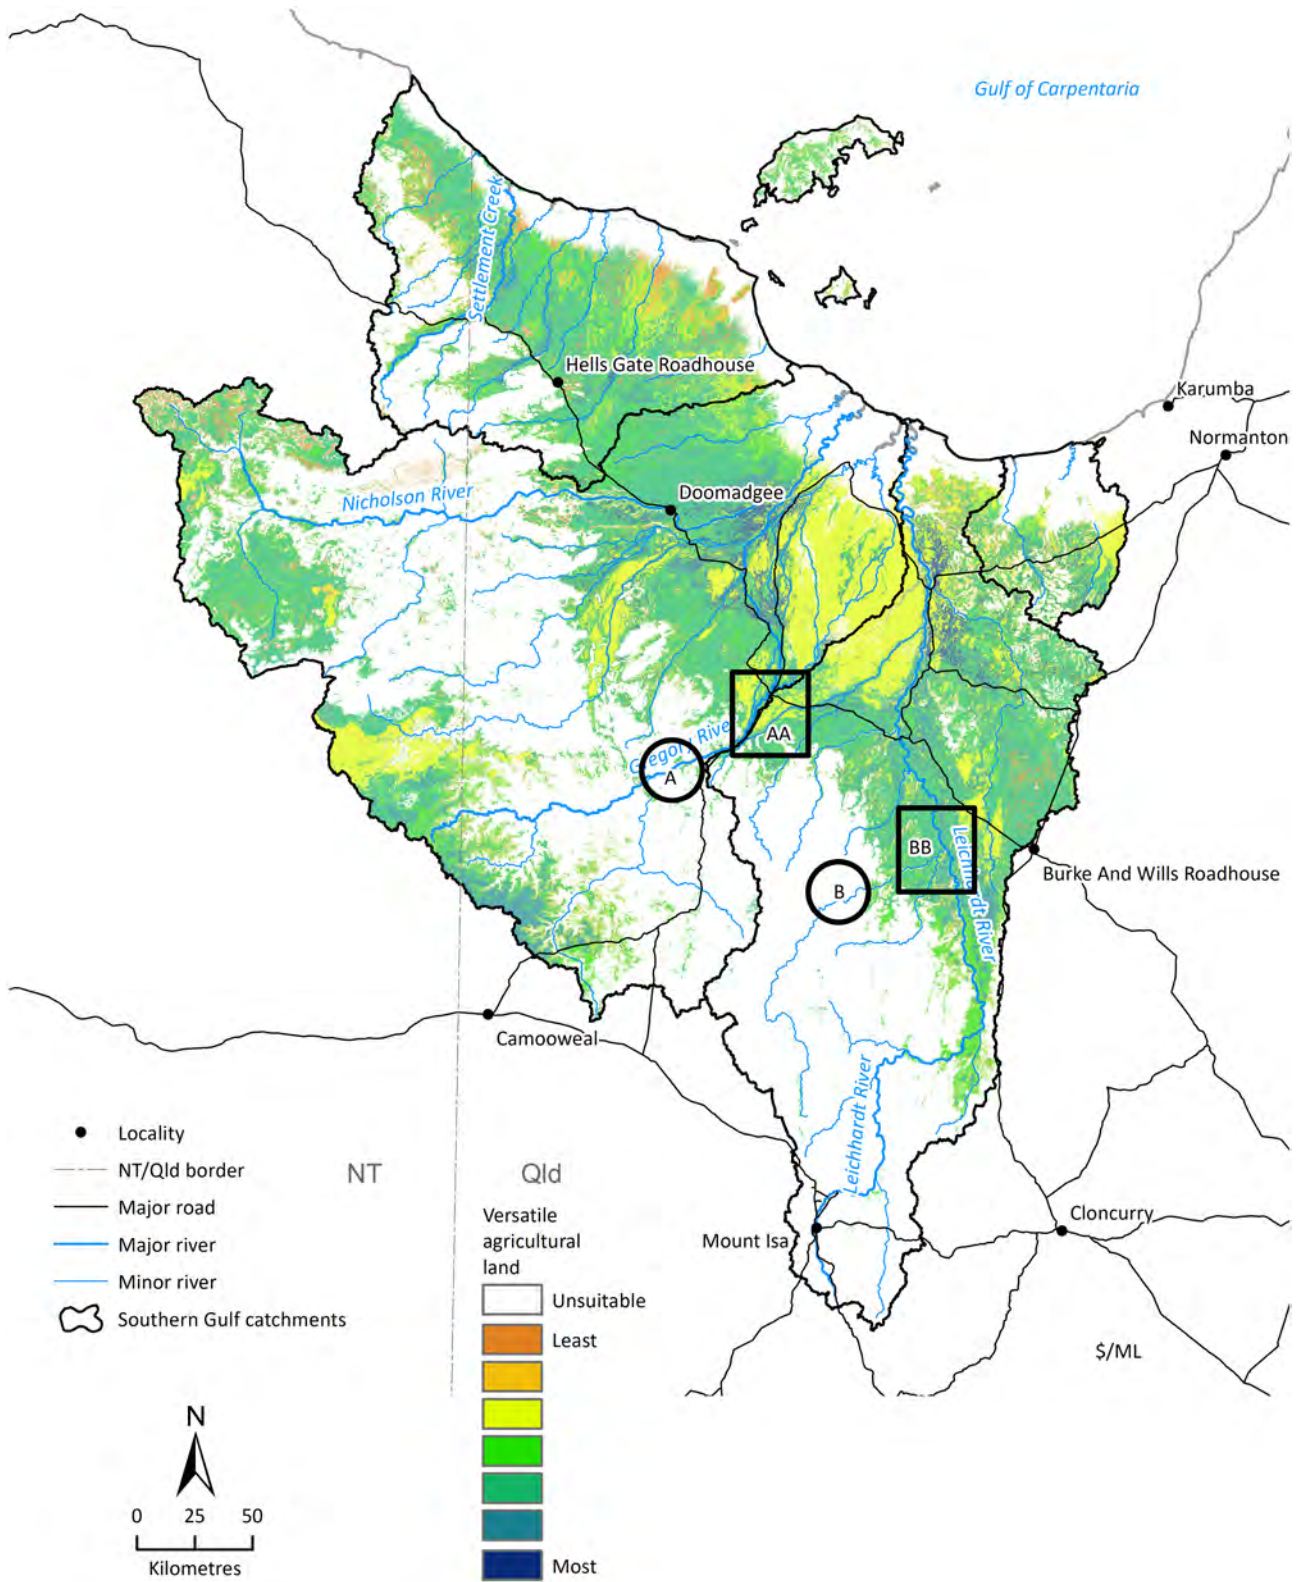 Gulf of Carpentaria
Settlement Creek
Hells Gate Roadhouse
Karumba
Normanton
Nicholson River
Doomadgee
Gregory River
AA
A
BB
B
Leichhardt River
Burke And Wills Roadhouse
Camooweal
Leichhardt River
Mount Isa
Cloncurry
$/ML
Locality
NT/Qld border
Major road
Major river
Minor river
Southern Gulf catchments
NT
Qld
Versatile
agricultural
land
Unsuitable
Least
Most
N
0 25 50
Kilometres